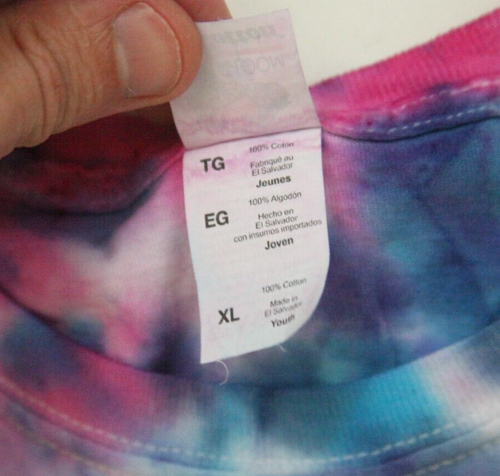 100% Coton
TG
Fabriqué au
El Salvador
Jeunes
100% Algodón
EG
Hecho en
El Salvador
con insumos importados
Joven
100% Cotton
XL
Made in
El Salvador
Youth